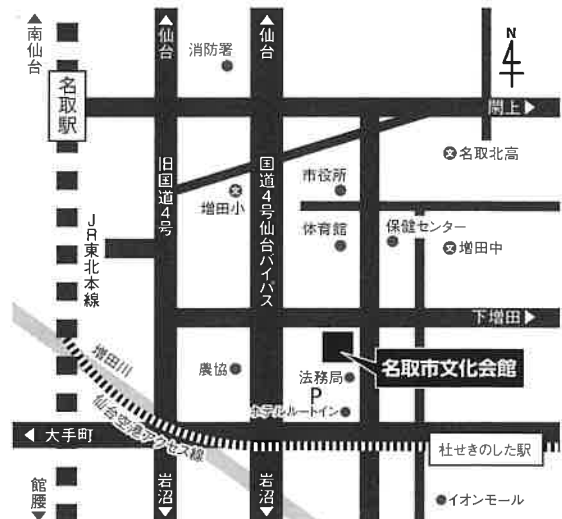 ▲南仙台
▲仙台
▲仙台
消防署
N
名取駅
閖上▶
名取北高
旧国道4号
国道4号仙台バイパス
市役所
増田小
JR東北本線
体育館
保健センター
増田中
下増田▶
増田川
農協
法務局
名取市文化会館
P
ホテルルートイン
仙台空港アクセス線
◀大手町
杜せきのした駅
館腰▼
岩沼▼
岩沼▼
イオンモール